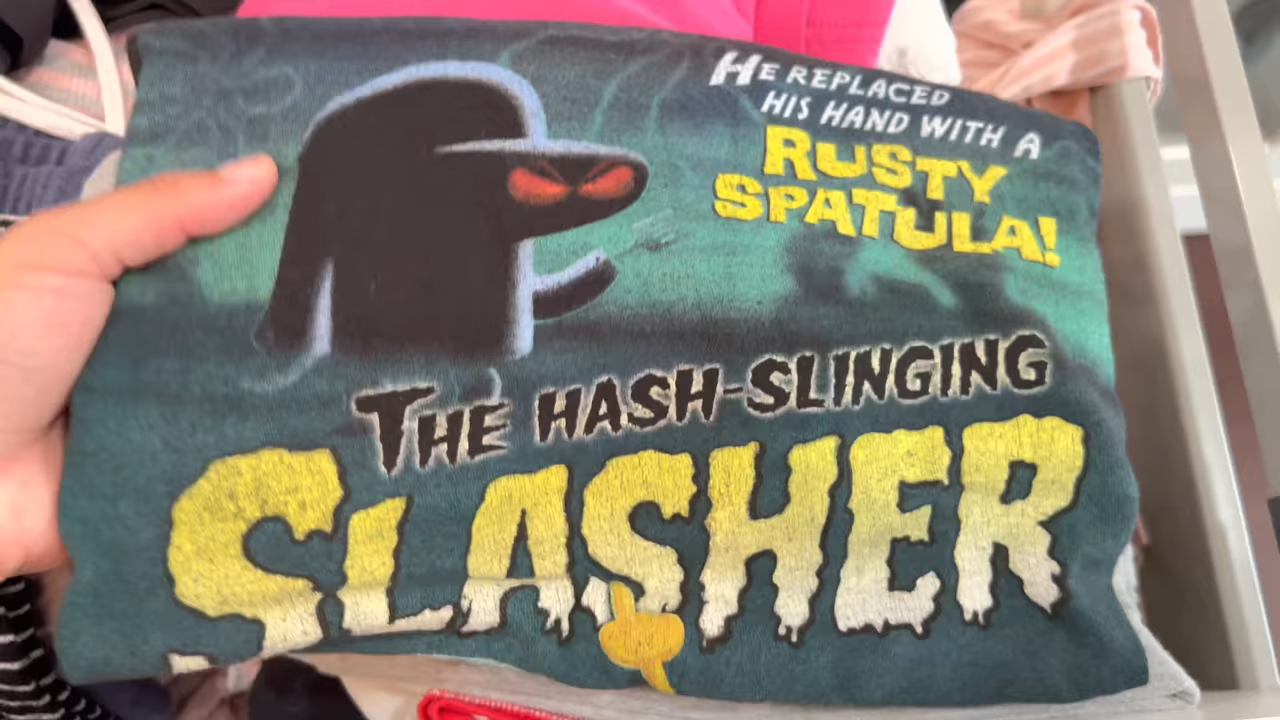 HE REPLACED
HIS HAND WITH A
RUSTY
SPATULA!
THE HASH-SLINGING
SLASHER